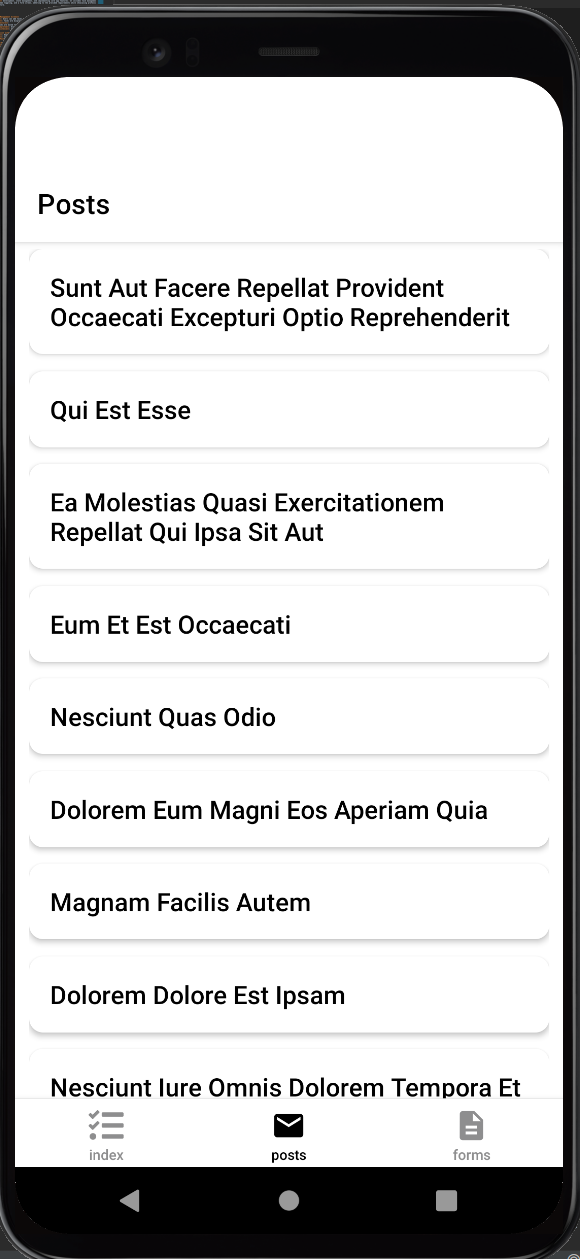 Posts
Sunt Aut Facere Repellat Provident
Occaecati Excepturi Optio Reprehenderit
Qui Est Esse
Ea Molestias Quasi Exercitationem
Repellat Qui Ipsa Sit Aut
Eum Et Est Occaecati
Nesciunt Quas Odio
Dolorem Eum Magni Eos Aperiam Quia
Magnam Facilis Autem
Dolorem Dolore Est Ipsam
Nesciunt Iure Omnis Dolorem Tempora Et
index
posts
forms